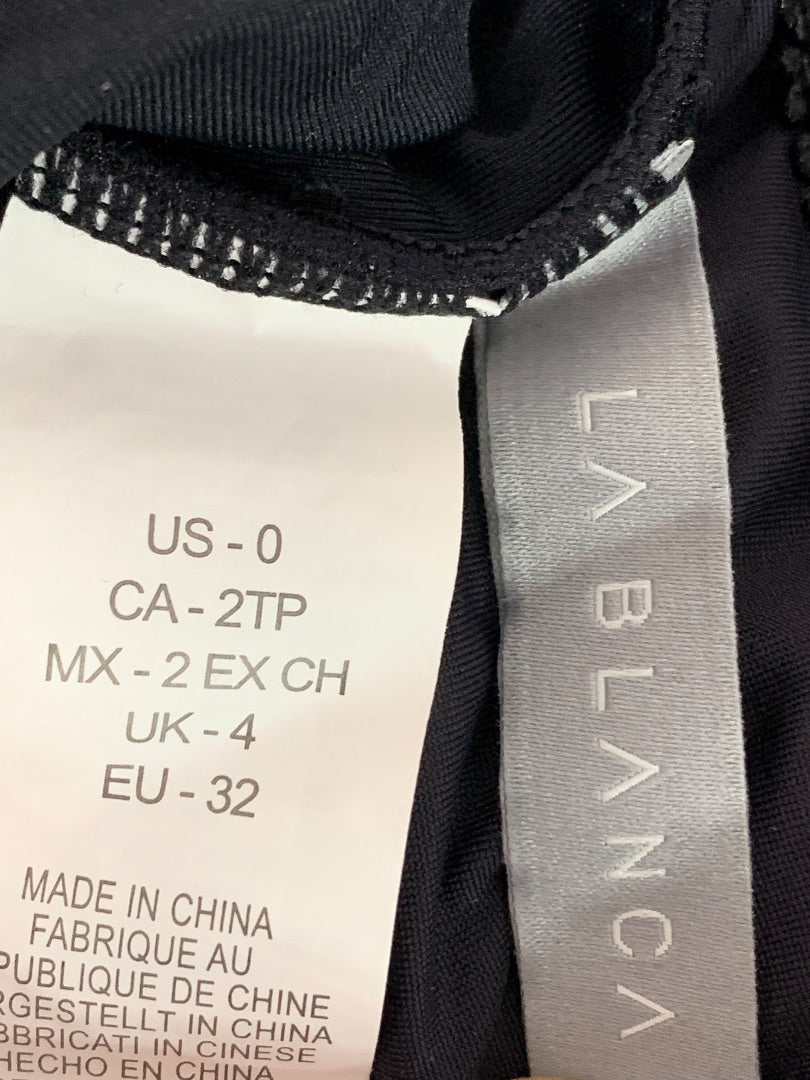 US - 0
CA - 2TP
MX - 2 EX CH
UK - 4
EU - 32
MADE IN CHINA
FABRIQUE AU
PUBLIQUE DE CHINE
RGESTELLT IN CHINA
BBRICATI IN CINESE
HECHO EN CHINA
LA BLANCA